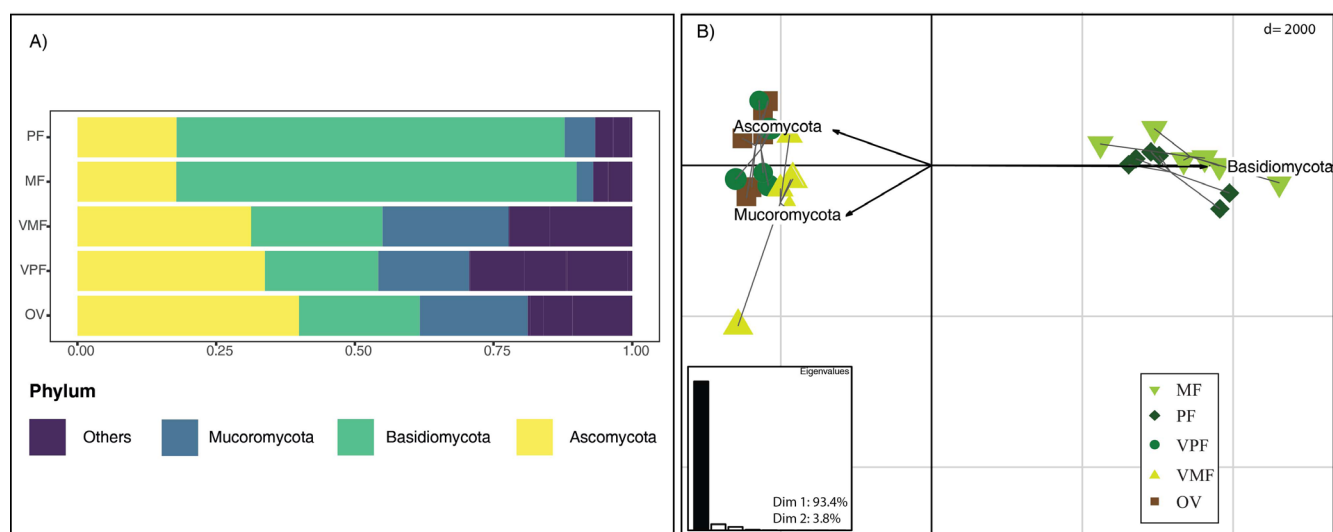 A)
PF
MF
VMF
VPF
OV
0.00 0.25 0.50 0.75 1.00
Phylum
Others Mucoromycota Basidiomycota Ascomycota
B)
d= 2000
Ascomycota
Basidiomycota
Mucoromycota
Eigenvalues
Dim 1: 93.4%
Dim 2: 3.8%
MF
PF
VPF
VMF
OV